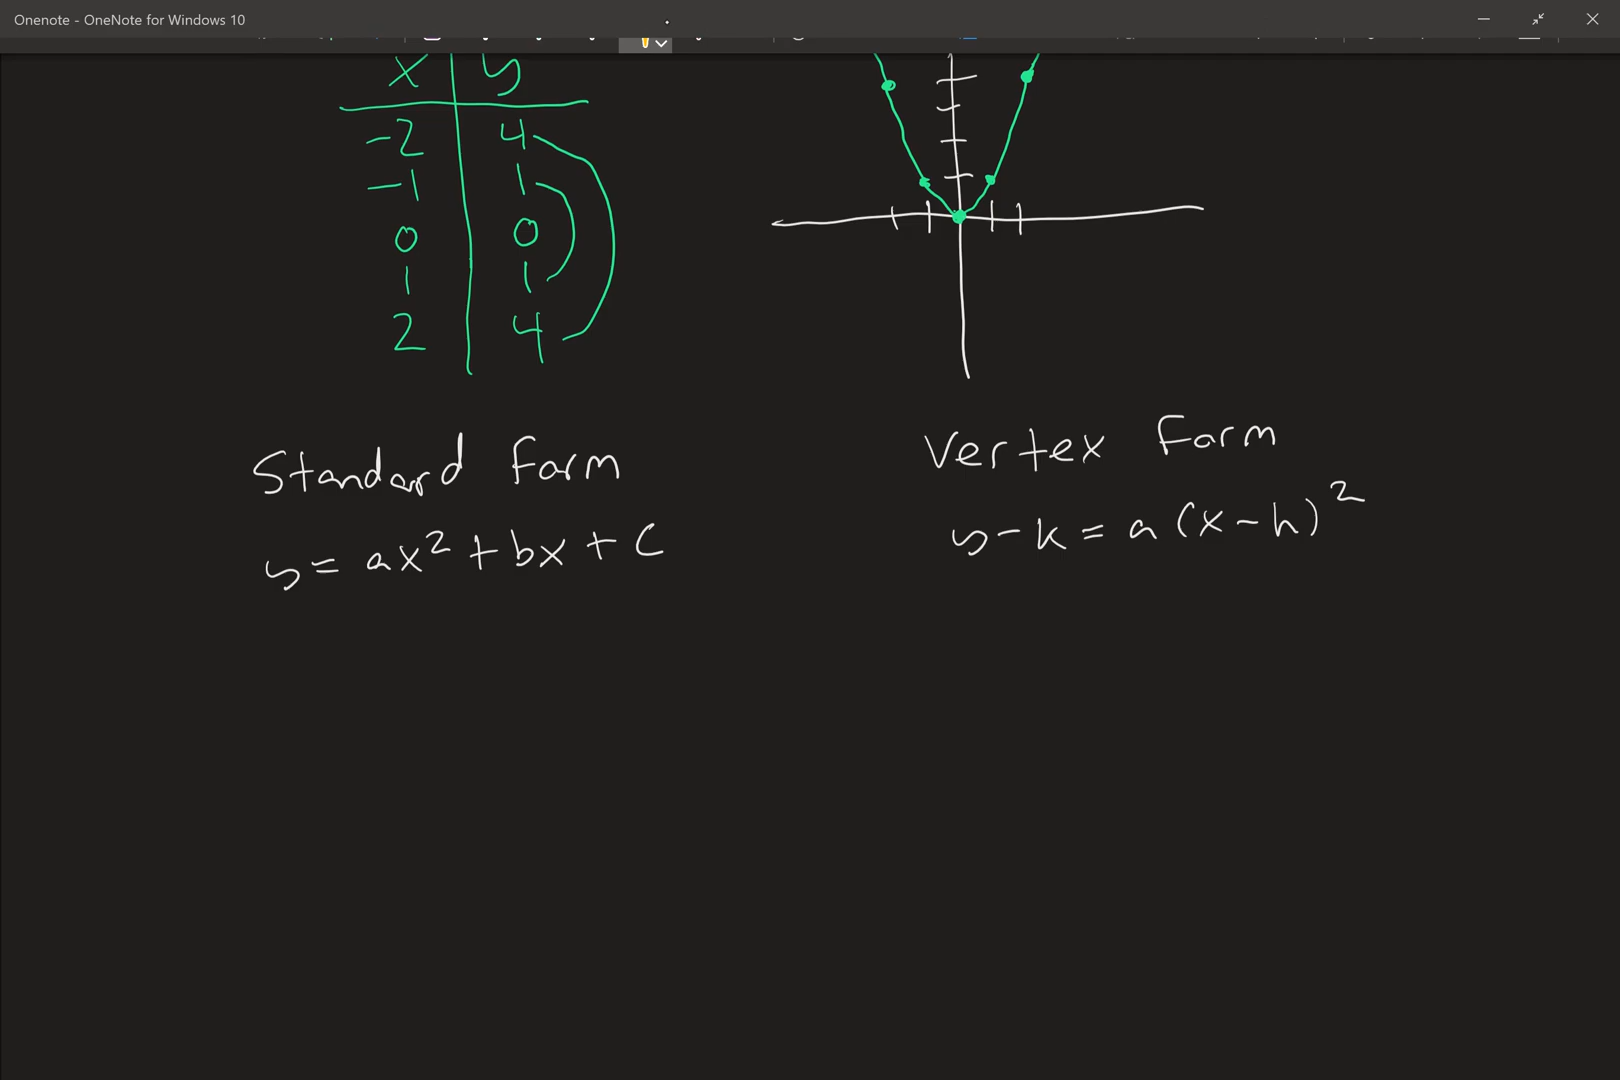 Onenote - OneNote for Windows 10
x y
-2 4
-1 1
0 0
1 1
2 4
Standard Form
y = ax² + bx + c
Vertex Form
y - k = a(x - h)²